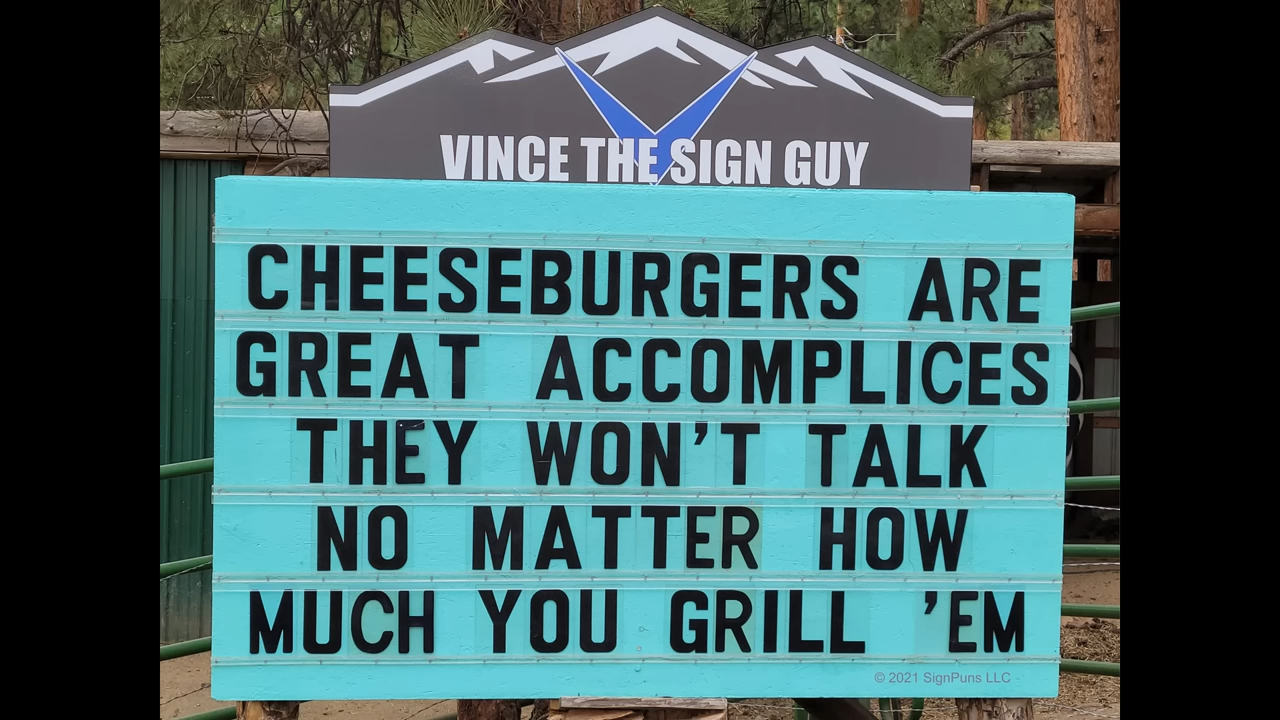 VINCE THE SIGN GUY
CHEESEBURGERS ARE
GREAT ACCOMPLICES
THEY WON'T TALK
NO MATTER HOW
MUCH YOU GRILL 'EM
© 2021 SignPuns LLC